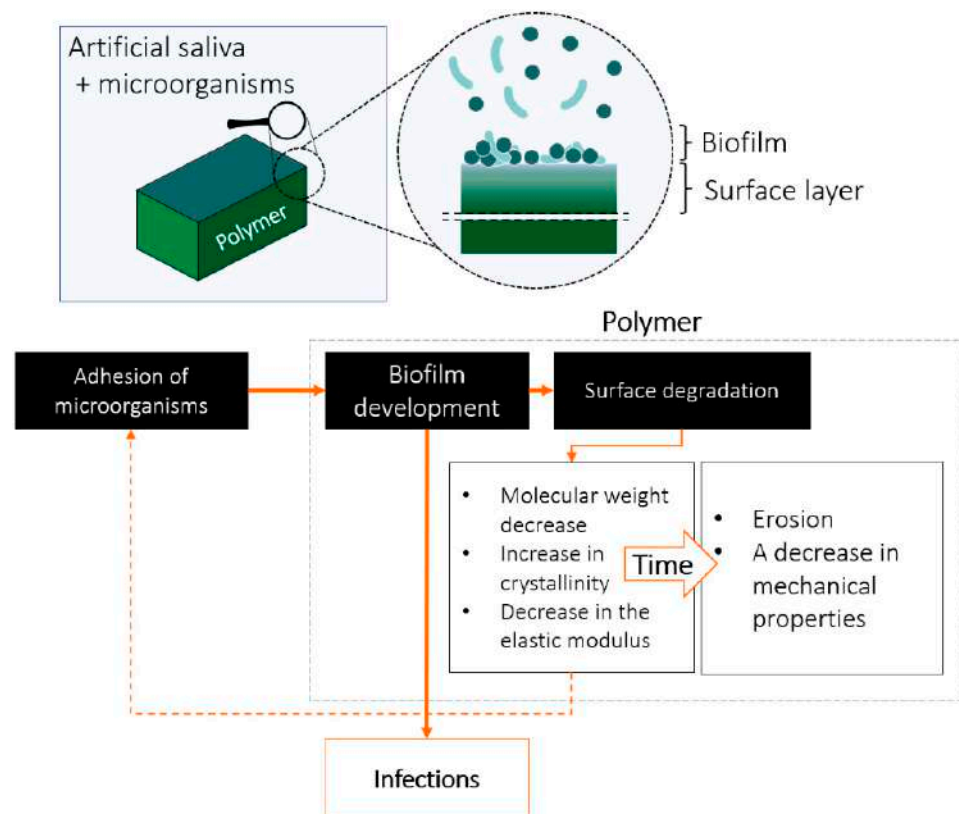 Artificial saliva
+ microorganisms
Polymer
Biofilm
Surface layer
Polymer
Adhesion of
microorganisms
Biofilm
development
Surface degradation
• Molecular weight
decrease
• Increase in
crystallinity
• Decrease in the
elastic modulus
Time
• Erosion
• A decrease in
mechanical
properties
Infections